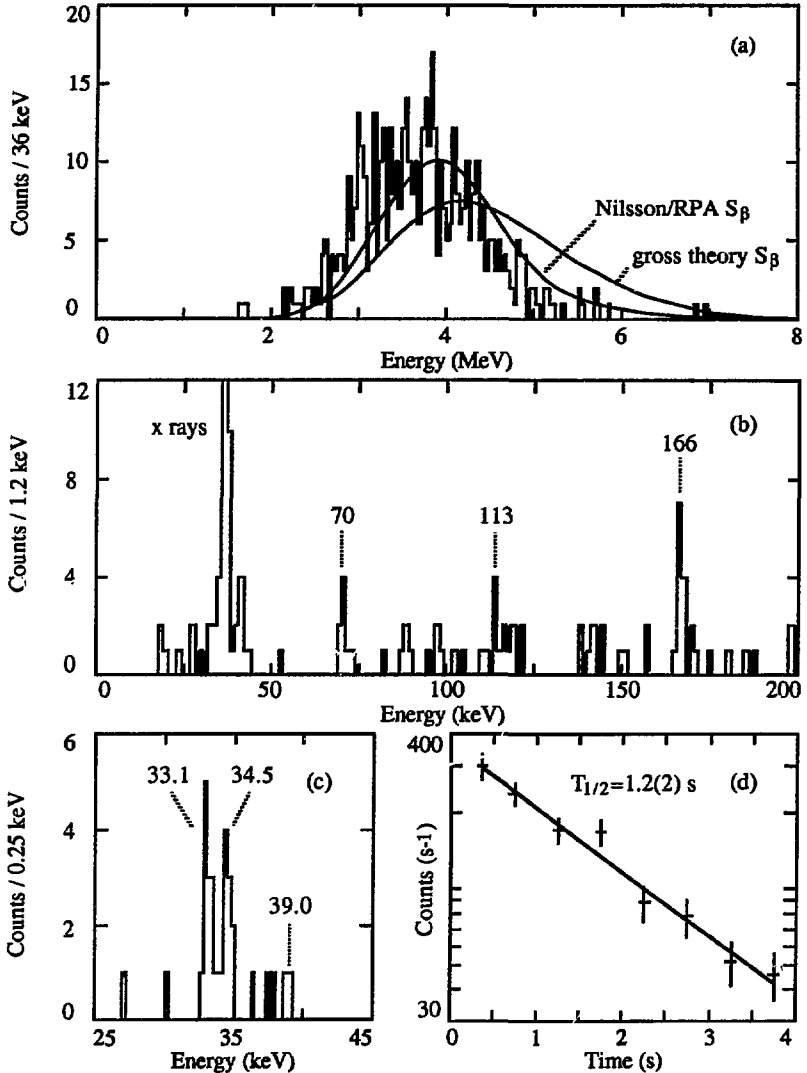 20
(a)
15
Counts / 36 keV
10
Nilsson/RPA Sβ
5
gross theory Sβ
0
0 2 4 6 8
Energy (MeV)
12
x rays
(b)
166
8
Counts / 1.2 keV
70
113
4
0
0 50 100 150 200
Energy (keV)
6
33.1
34.5
(c)
4
Counts / 0.25 keV
39.0
2
0
25 35 45
Energy (keV)
400
T1/2=1.2(2) s
(d)
Counts (s-1)
30
0 1 2 3 4
Time (s)